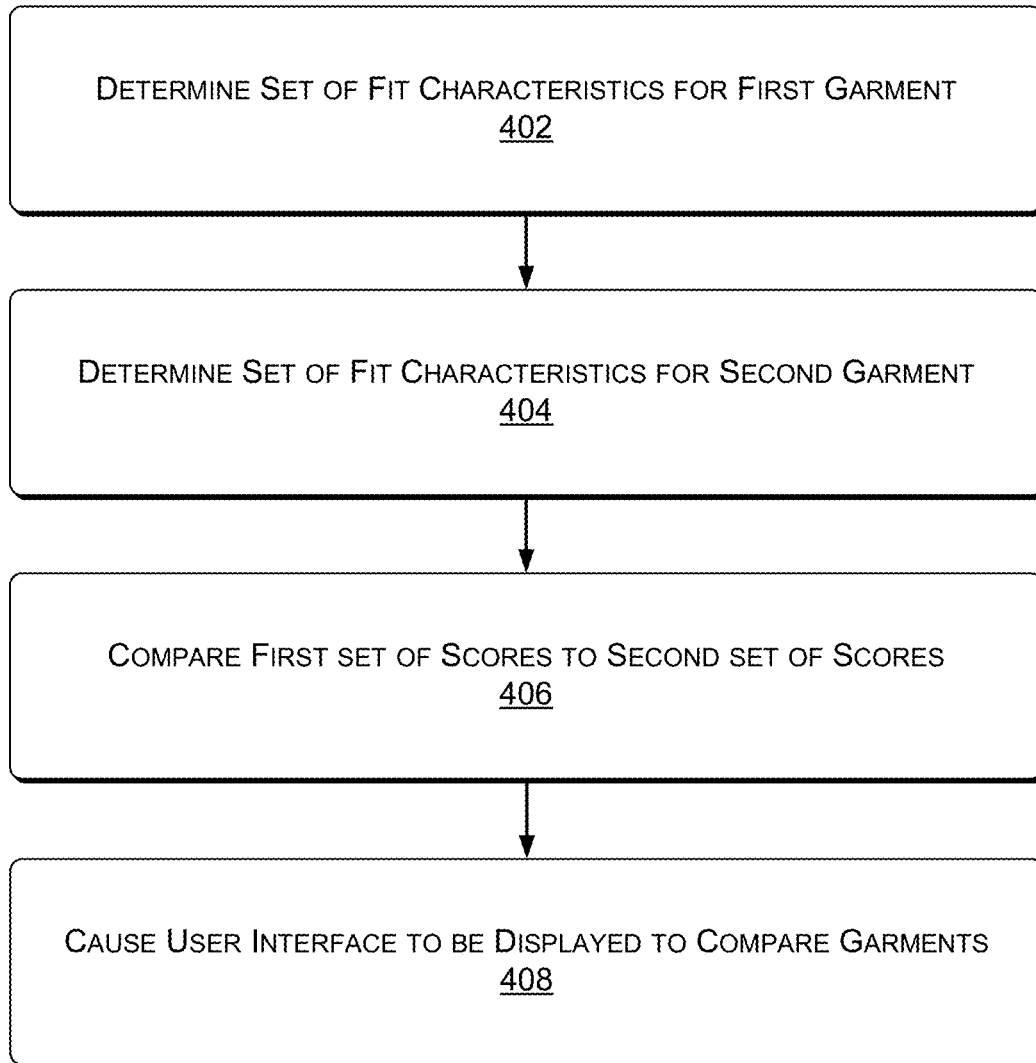 DETERMINE SET OF FIT CHARACTERISTICS FOR FIRST GARMENT
402
DETERMINE SET OF FIT CHARACTERISTICS FOR SECOND GARMENT
404
COMPARE FIRST SET OF SCORES TO SECOND SET OF SCORES
406
CAUSE USER INTERFACE TO BE DISPLAYED TO COMPARE GARMENTS
408